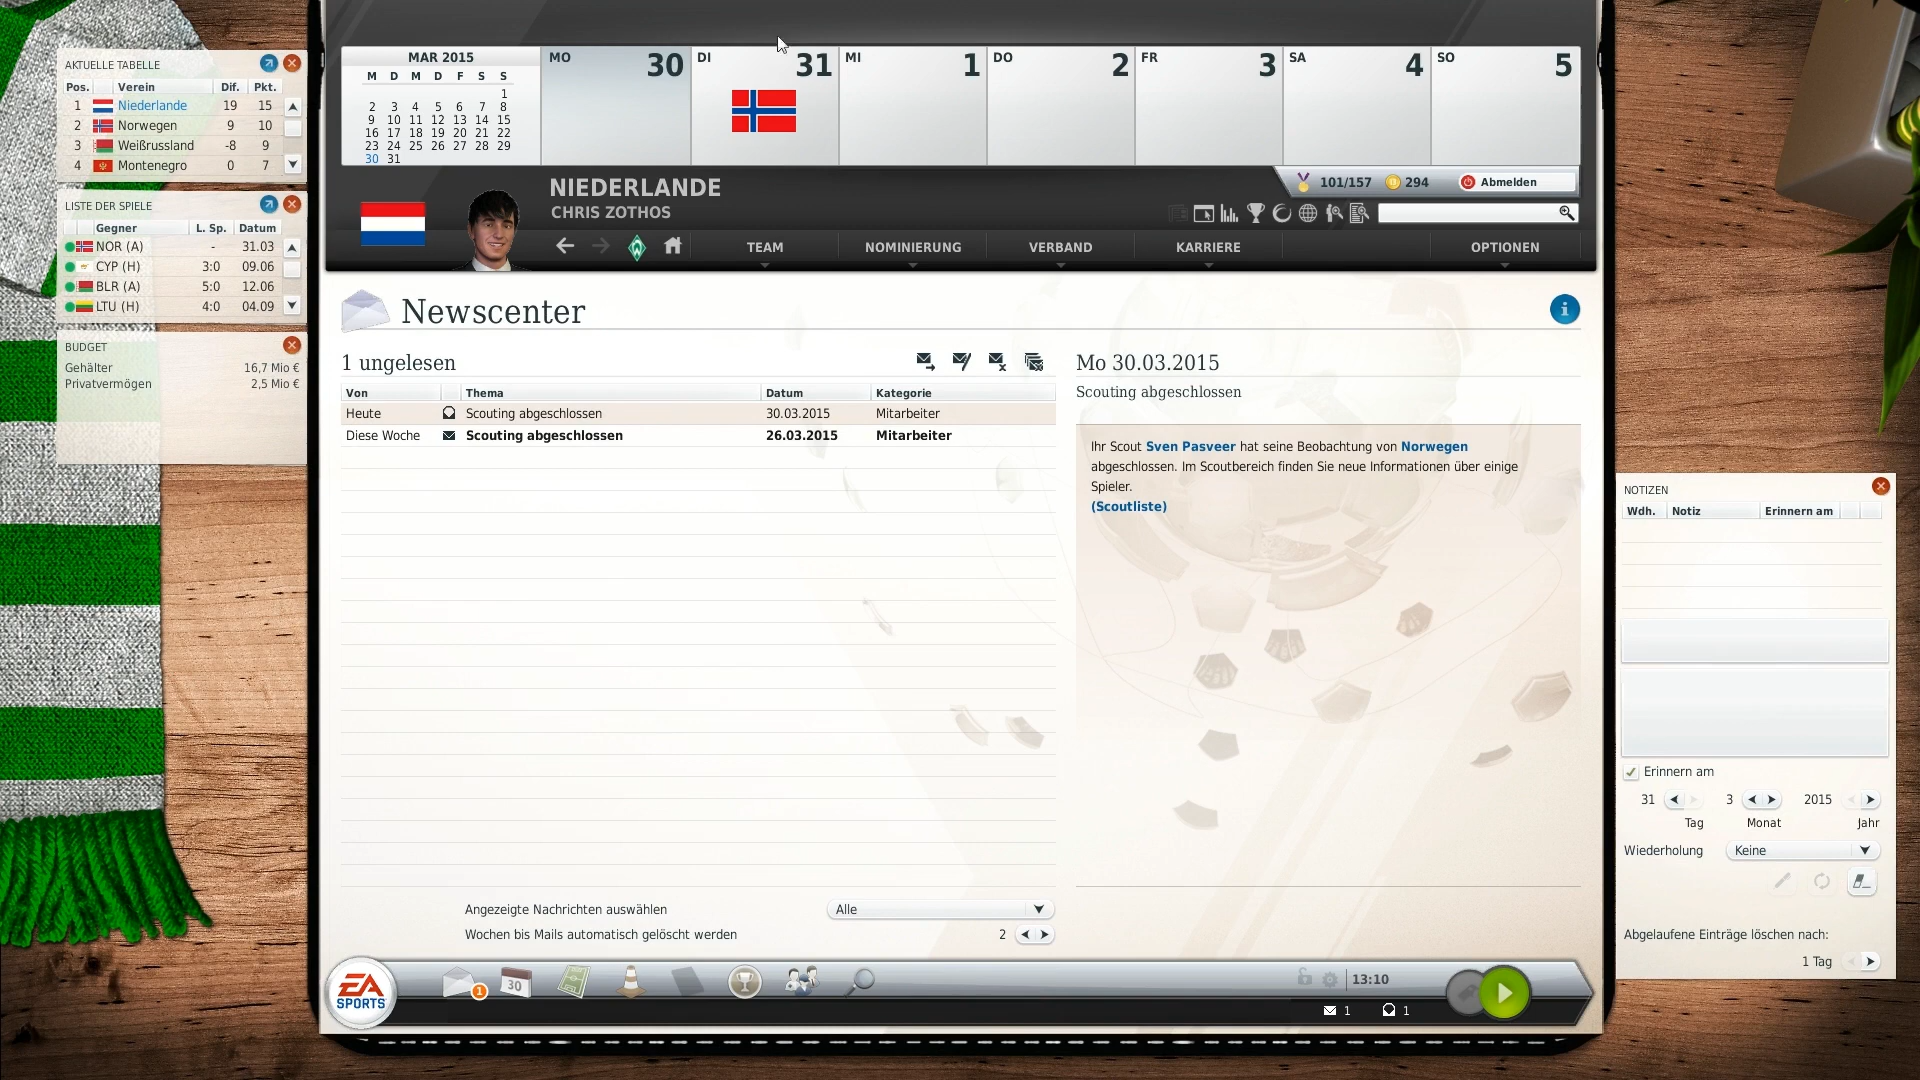 AKTUELLE TABELLE
Pos. Verein Dif. Pkt.
1 Niederlande 19 15
2 Norwegen 9 10
3 Weißrussland -8 9
4 Montenegro 0 7
LISTE DER SPIELE
Gegner L. Sp. Datum
NOR (A) - 31.03
CYP (H) 3:0 09.06
BLR (A) 5:0 12.06
LTU (H) 4:0 04.09
BUDGET
Gehälter 16,7 Mio €
Privatvermögen 2,5 Mio €
MAR 2015
M D M D F S S
1
2 3 4 5 6 7 8
9 10 11 12 13 14 15
16 17 18 19 20 21 22
23 24 25 26 27 28 29
30 31
MO 30 DI 31 MI 1 DO 2 FR 3 SA 4 SO 5
NIEDERLANDE
CHRIS ZOTHOS
101/157 294 Abmelden
TEAM NOMINIERUNG VERBAND KARRIERE OPTIONEN
Newscenter
1 ungelesen
Von Thema Datum Kategorie
Heute Scouting abgeschlossen 30.03.2015 Mitarbeiter
Diese Woche Scouting abgeschlossen 26.03.2015 Mitarbeiter
Mo 30.03.2015
Scouting abgeschlossen
Ihr Scout Sven Pasveer hat seine Beobachtung von Norwegen
abgeschlossen. Im Scoutbereich finden Sie neue Informationen über einige
Spieler.
(Scoutliste)
Angezeigte Nachrichten auswählen Alle
Wochen bis Mails automatisch gelöscht werden 2
NOTIZEN
Wdh. Notiz Erinnern am
Erinnern am
31 3 2015
Tag Monat Jahr
Wiederholung Keine
Abgelaufene Einträge löschen nach:
1 Tag
EA
SPORTS
1
30
13:10
1 1